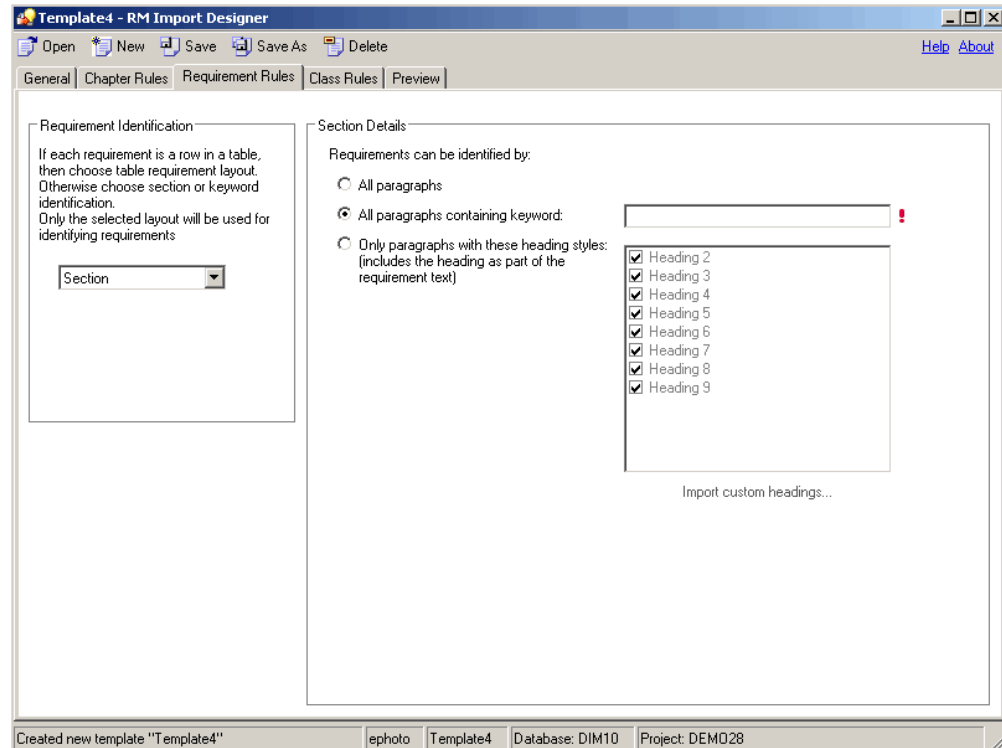 Template4 - RM Import Designer
Open New Save Save As Delete Help About
General Chapter Rules Requirement Rules Class Rules Preview
Requirement Identification
If each requirement is a row in a table,
then choose table requirement layout.
Otherwise choose section or keyword
identification.
Only the selected layout will be used for
identifying requirements
Section
Section Details
Requirements can be identified by:
All paragraphs
All paragraphs containing keyword:
Only paragraphs with these heading styles:
(includes the heading as part of the
requirement text)
Heading 2
Heading 3
Heading 4
Heading 5
Heading 6
Heading 7
Heading 8
Heading 9
Import custom headings...
Created new template "Template4" ephoto Template4 Database: DIM10 Project: DEMO28